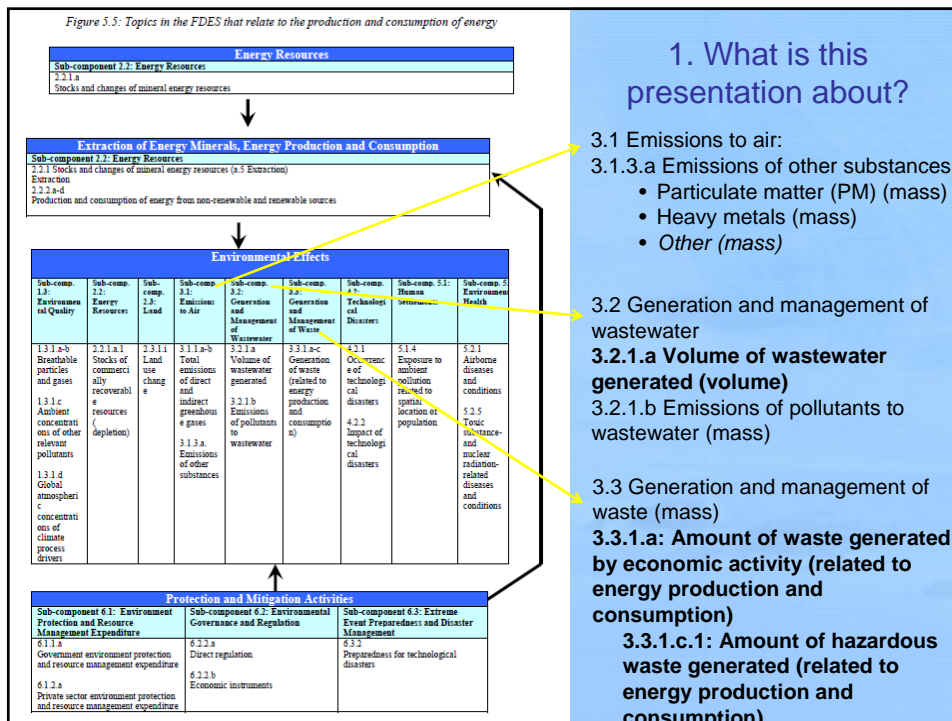 Figure 5.5: Topics in the FDES that relate to the production and consumption of energy
Energy Resources
Sub-component 2.2: Energy Resources
2.2.1.a
Stocks and changes of mineral energy resources
Extraction of Energy Minerals, Energy Production and Consumption
Sub-component 2.2: Energy Resources
2.2.1 Stocks and changes of mineral energy resources (a.5 Extraction)
Extraction
2.2.2.a-d
Production and consumption of energy from non-renewable and renewable sources
Environmental Effects
Sub-comp.
1.3:
Environmen
tal Quality
1.3.1.a-b
Breathable
particles
and gases
1.3.1.c
Ambient
concentrati
ons of other
relevant
pollutants
1.3.1.d
Global
atmospheri
c
concentrati
ons of
climate
process
drivers
Sub-comp.
2.2:
Energy
Resources
2.2.1.a.1
Stocks of
commerci
ally
recoverabl
e
resources
(
depletion)
Sub-
comp.
2.3:
Land
2.3.1.i
Land
use
chang
e
Sub-comp.
3.1:
Emissions
to Air
3.1.1.a-b
Total
emissions
of direct
and
indirect
greenhous
e gases
3.1.3.a.
Emissions
of other
substances
Sub-comp.
3.2:
Generation
and
Management
of
Wastewater
3.2.1.a
Volume of
wastewater
generated
3.2.1.b
Emissions
of pollutants
to
wastewater
Sub-comp.
3.3:
Generation
and
Management
of Waste
3.3.1.a-c
Generation
of waste
(related to
energy
production
and
consumptio
n)
Sub-comp.
4.2:
Technologi
cal
Disasters
4.2.1
Occurrenc
e of
technologi
cal
disasters
4.2.2
Impact of
technologi
cal
disasters
Sub-comp. 5.1:
Human
Settlements
5.1.4
Exposure to
ambient
pollution
related to
spatial
location of
population
Sub-comp. 5.
Environmen
Health
5.2.1
Airborne
diseases
and
conditions
5.2.5
Toxic
substance-
and
nuclear
radiation-
related
diseases
and
conditions
Protection and Mitigation Activities
Sub-component 6.1: Environment
Protection and Resource
Management Expenditure
6.1.1.a
Government environment protection
and resource management expenditure
6.1.2.a
Private sector environment protection
and resource management expenditure
Sub-component 6.2: Environmental
Governance and Regulation
6.2.2.a
Direct regulation
6.2.2.b
Economic instruments
Sub-component 6.3: Extreme
Event Preparedness and Disaster
Management
6.3.2
Preparedness for technological
disasters
1. What is this
presentation about?
3.1 Emissions to air:
3.1.3.a Emissions of other substances
• Particulate matter (PM) (mass)
• Heavy metals (mass)
• Other (mass)
3.2 Generation and management of
wastewater
3.2.1.a Volume of wastewater
generated (volume)
3.2.1.b Emissions of pollutants to
wastewater (mass)
3.3 Generation and management of
waste (mass)
3.3.1.a: Amount of waste generated
by economic activity (related to
energy production and
consumption)
3.3.1.c.1: Amount of hazardous
waste generated (related to
energy production and
consumption)